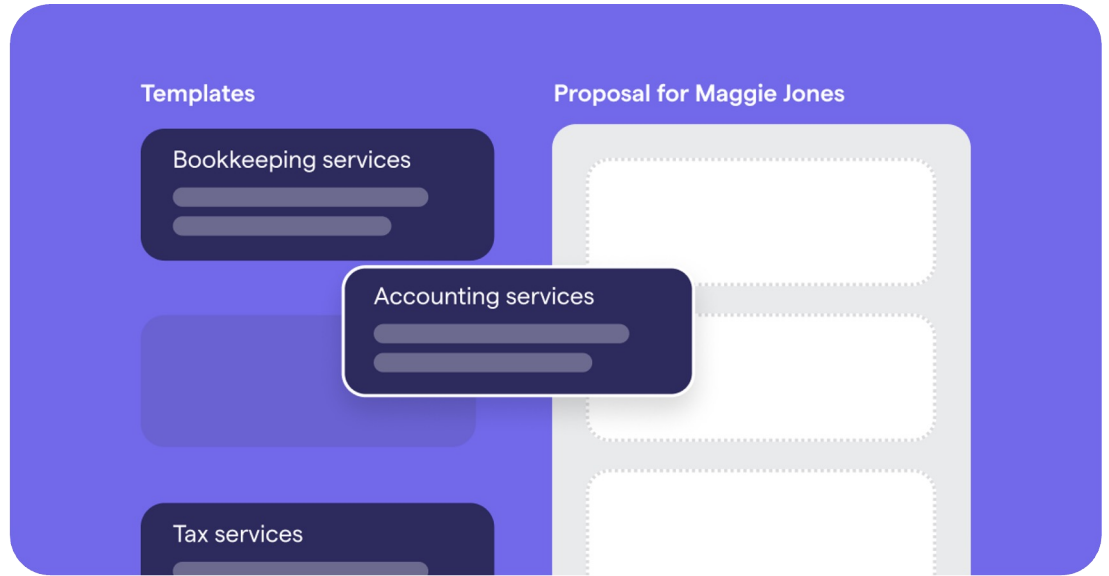 Templates
Proposal for Maggie Jones
Bookkeeping services
Accounting services
Tax services